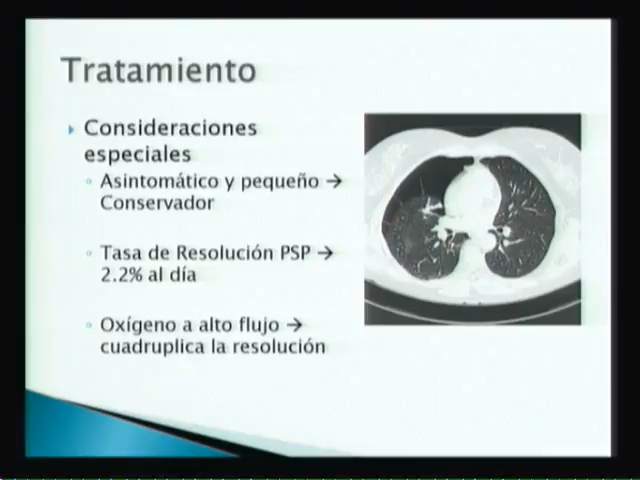 Tratamiento
Consideraciones
especiales
Asintomático y pequeño →
Conservador
Tasa de Resolución PSP →
2.2% al día
Oxígeno a alto flujo →
cuadruplica la resolución